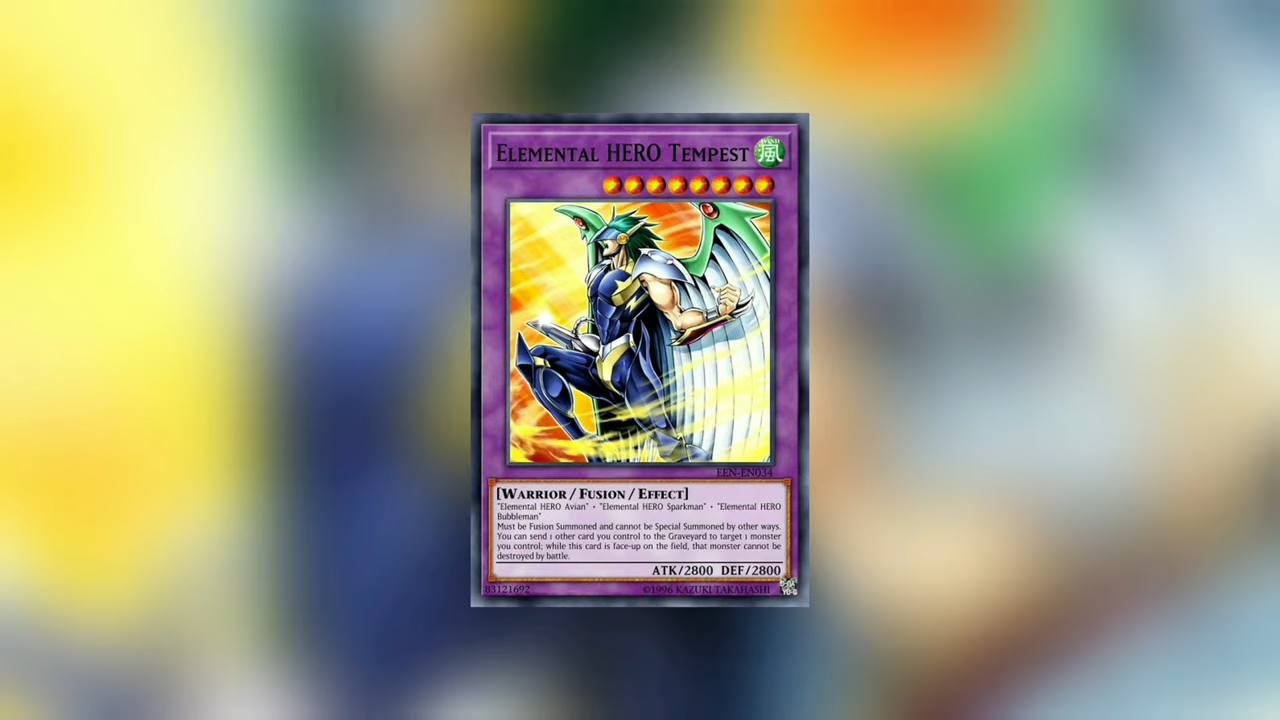 Elemental HERO Tempest
WIND
風
EEN-EN034
[Warrior / Fusion / Effect]
"Elemental HERO Avian" + "Elemental HERO Sparkman" + "Elemental HERO
Bubbleman"
Must be Fusion Summoned and cannot be Special Summoned by other ways.
You can send 1 other card you control to the Graveyard to target 1 monster
you control; while this card is face-up on the field, that monster cannot be
destroyed by battle.
ATK/2800 DEF/2800
83121692
©1996 KAZUKI TAKAHASHI